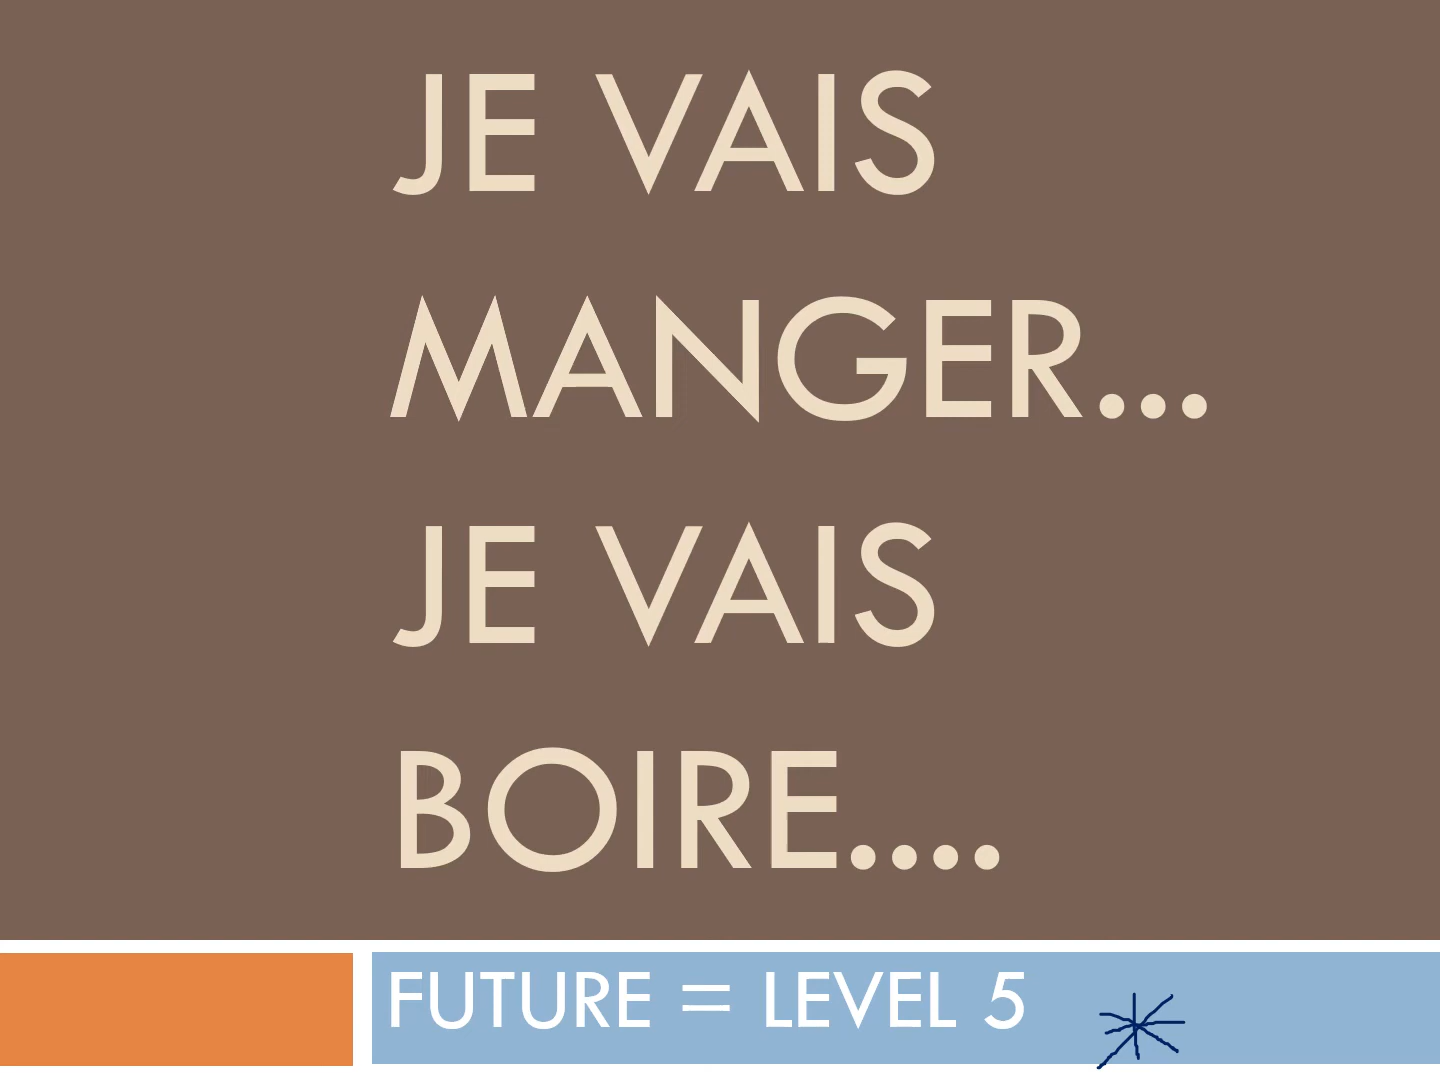 JE VAIS
MANGER...
JE VAIS
BOIRE....
FUTURE = LEVEL 5